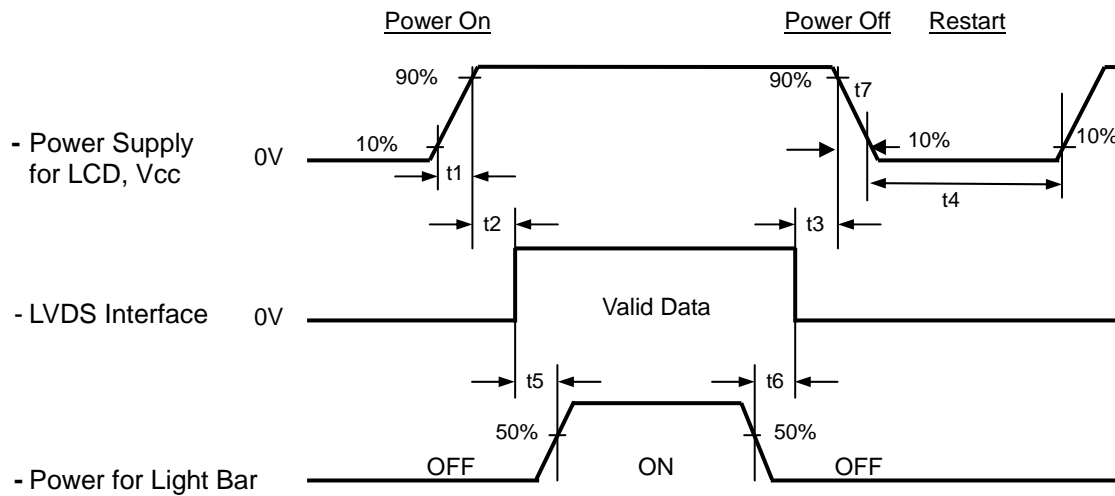 Power On
Power Off
Restart
90%
90%
t7
- Power Supply
for LCD, Vcc
0V
10%
10%
10%
t1
t4
t2
t3
- LVDS Interface
0V
Valid Data
t5
t6
50%
50%
- Power for Light Bar
OFF
ON
OFF